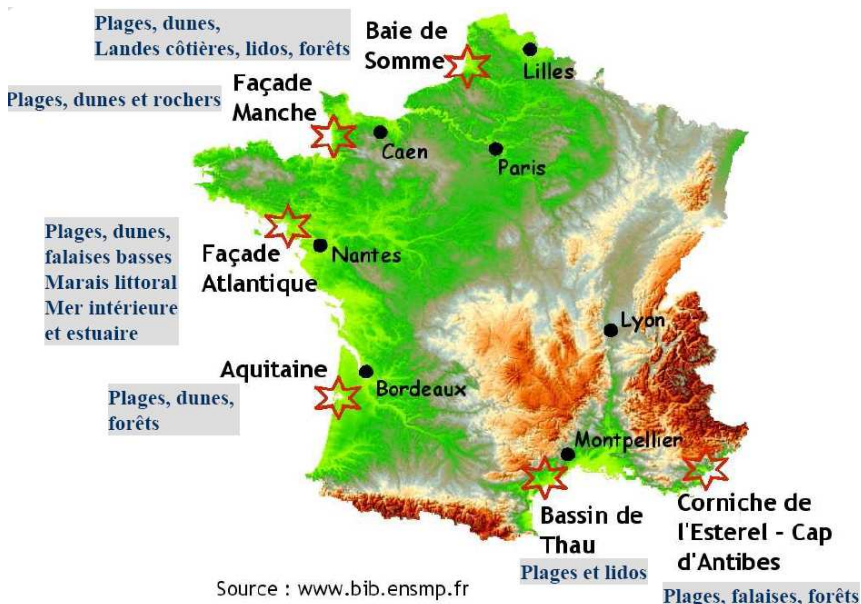 Plages, dunes,
Landes côtières, lidos, forêts
Baie de
Somme
Lilles
Façade
Manche
Plages, dunes et rochers
Caen
Paris
Plages, dunes,
falaises basses
Marais littoral
Mer intérieure
et estuaire
Façade
Atlantique
Nantes
Lyon
Aquitaine
Bordeaux
Plages, dunes,
forêts
Montpellier
Bassin de
Thau
Plages et lidos
Corniche de
l'Esterel - Cap
d'Antibes
Plages, falaises, forêts
Source : www.bib.ensmp.fr